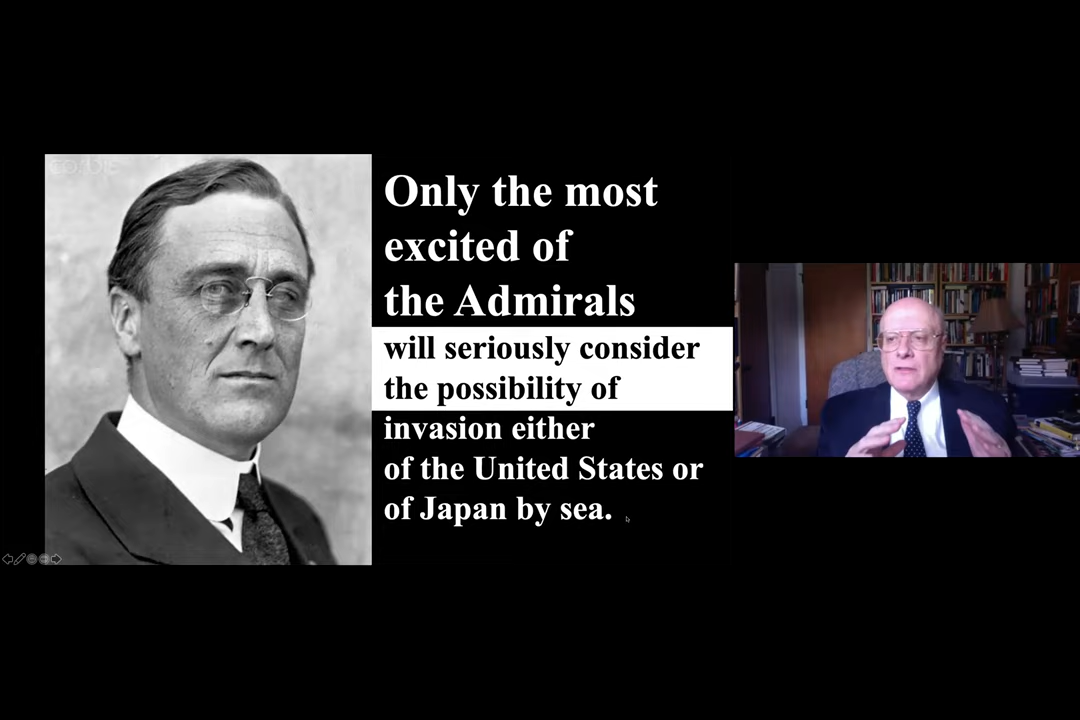 Only the most
excited of
the Admirals
will seriously consider
the possibility of
invasion either
of the United States or
of Japan by sea.